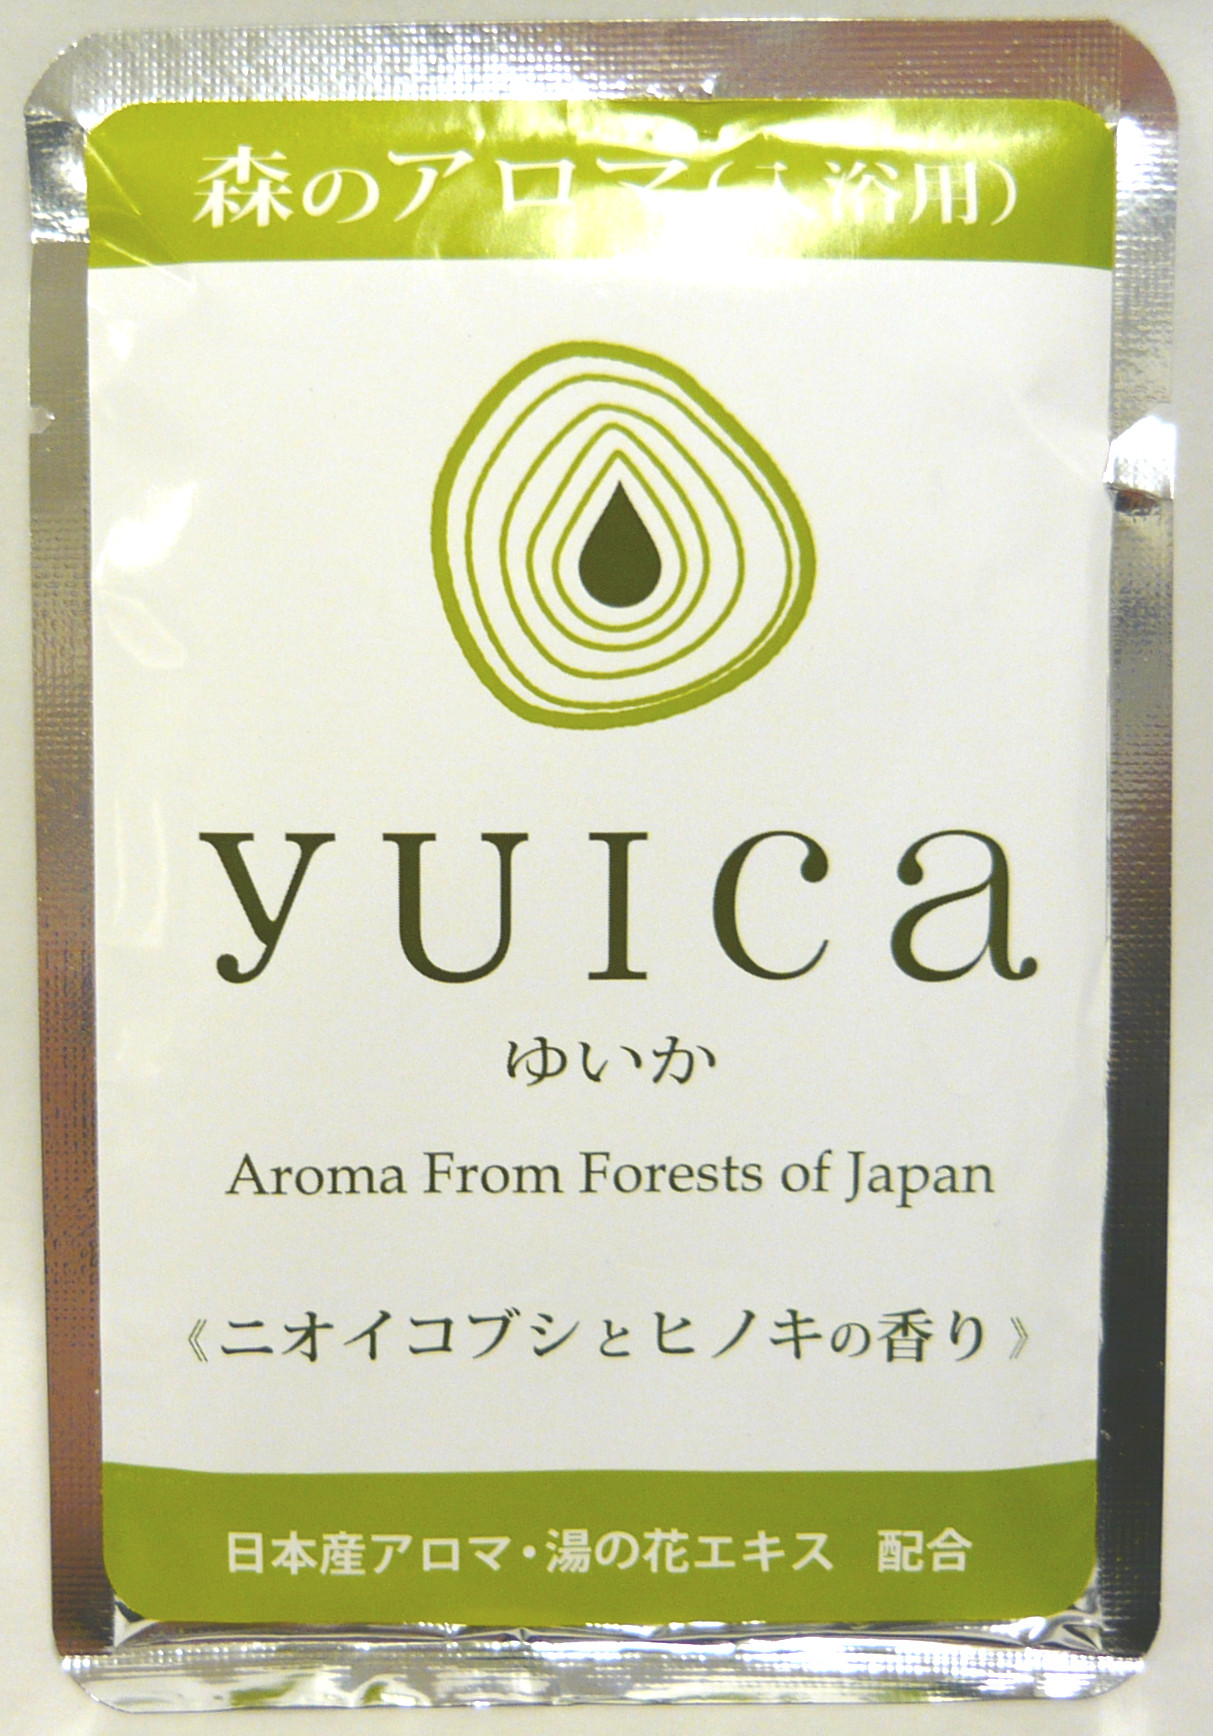 森のアロマ(入浴用)
yuica
ゆいか
Aroma From Forests of Japan
《ニオイコブシとヒノキの香り》
日本産アロマ・湯の花エキス 配合